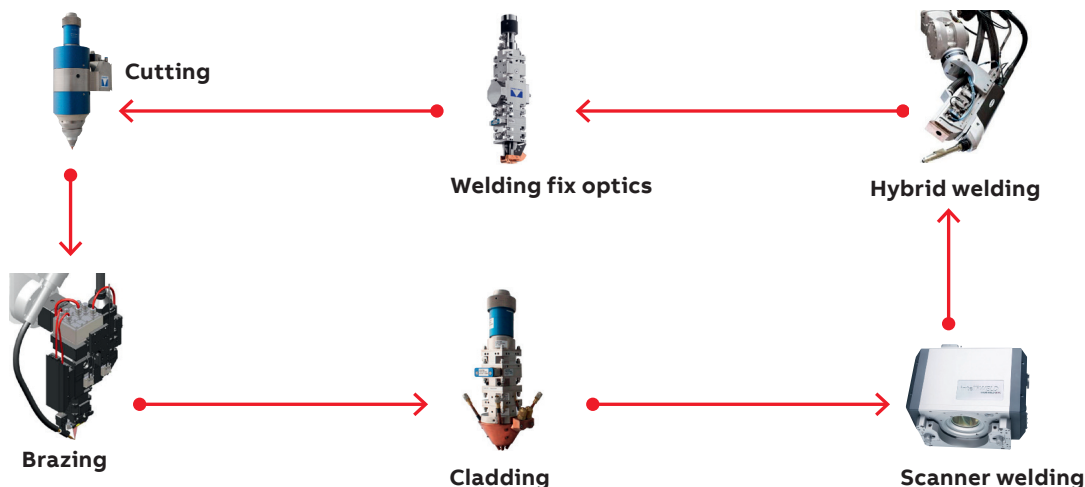 Cutting
Welding fix optics
Hybrid welding
Brazing
Cladding
Scanner welding